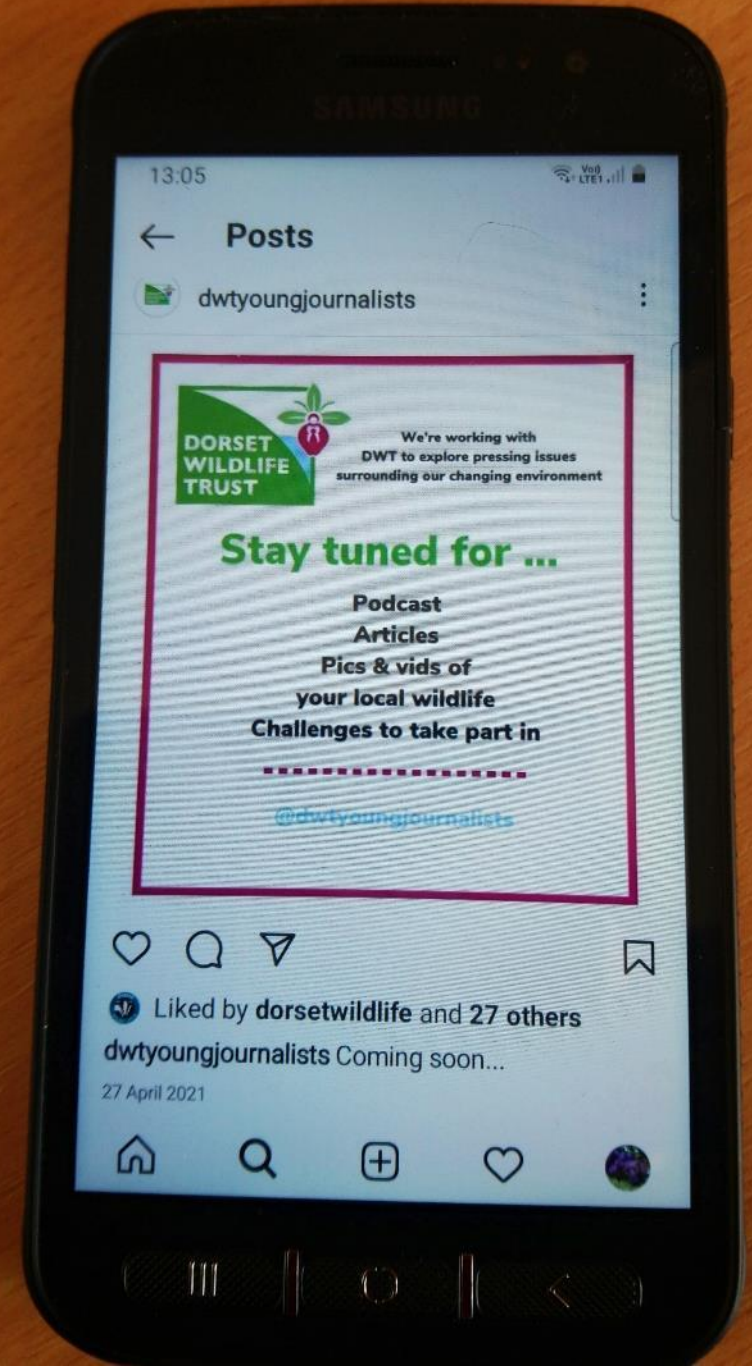 SAMSUNG
13:05
Vo))
LTE1
Posts
dwtyoungjournalists
DORSET
WILDLIFE
TRUST
We're working with
DWT to explore pressing issues
surrounding our changing environment
Stay tuned for ...
Podcast
Articles
Pics & vids of
your local wildlife
Challenges to take part in
@dwtyoungjournalists
Liked by dorsetwildlife and 27 others
dwtyoungjournalists Coming soon...
27 April 2021